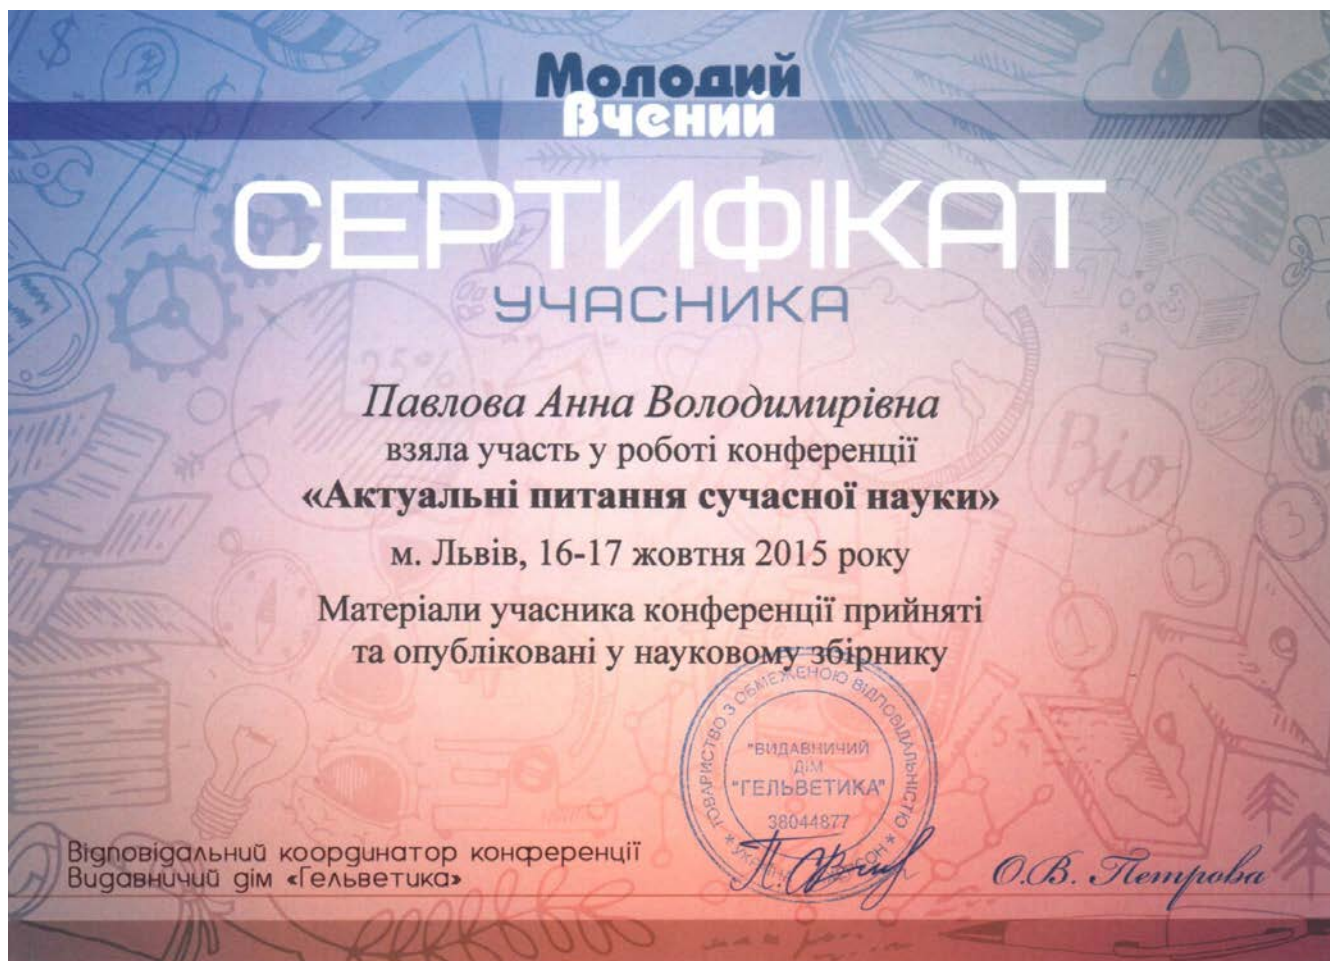 Молодий
Вчений
СЕРТИФІКАТ
УЧАСНИКА
25%
Bio
Павлова Анна Володимирівна
взяла участь у роботі конференції
«Актуальні питання сучасної науки»
м. Львів, 16-17 жовтня 2015 року
Матеріали учасника конференції прийняті
та опубліковані у науковому збірнику
ТОВАРИСТВО З ОБМЕЖЕНОЮ ВІДПОВІДАЛЬНІСТЮ
"ВИДАВНИЧИЙ
ДІМ
"ГЕЛЬВЕТИКА"
38044877
Відповідальний координатор конференції
Видавничий дім «Гельветика»
О.В. Петрова